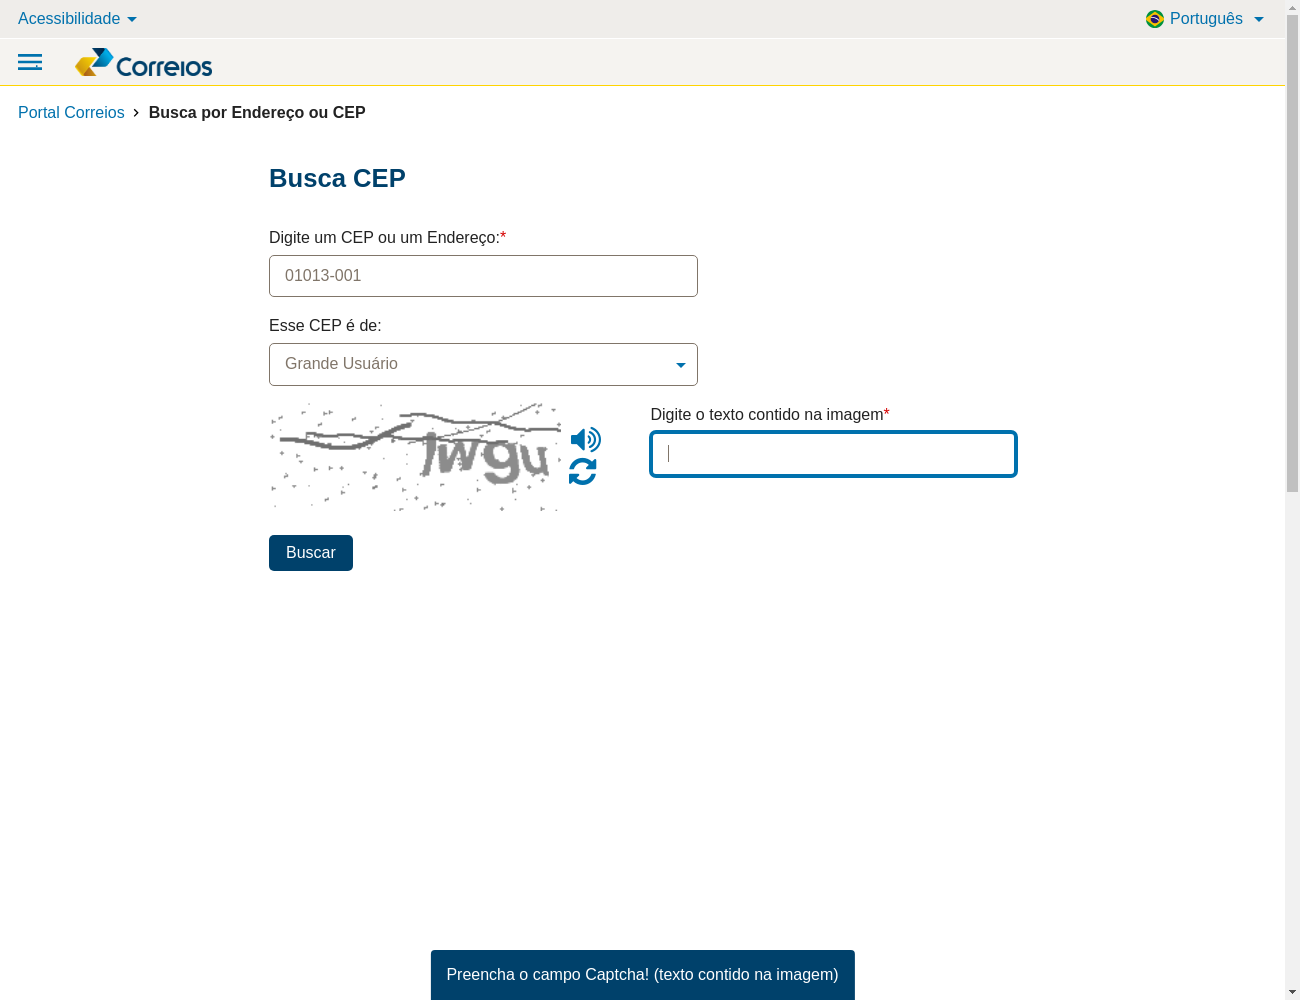 Acessibilidade
Português
Correios
Portal Correios
Busca por Endereço ou CEP
Busca CEP
Digite um CEP ou um Endereço:*
01013-001
Esse CEP é de:
Grande Usuário
Digite o texto contido na imagem*
Buscar
Preencha o campo Captcha! (texto contido na imagem)